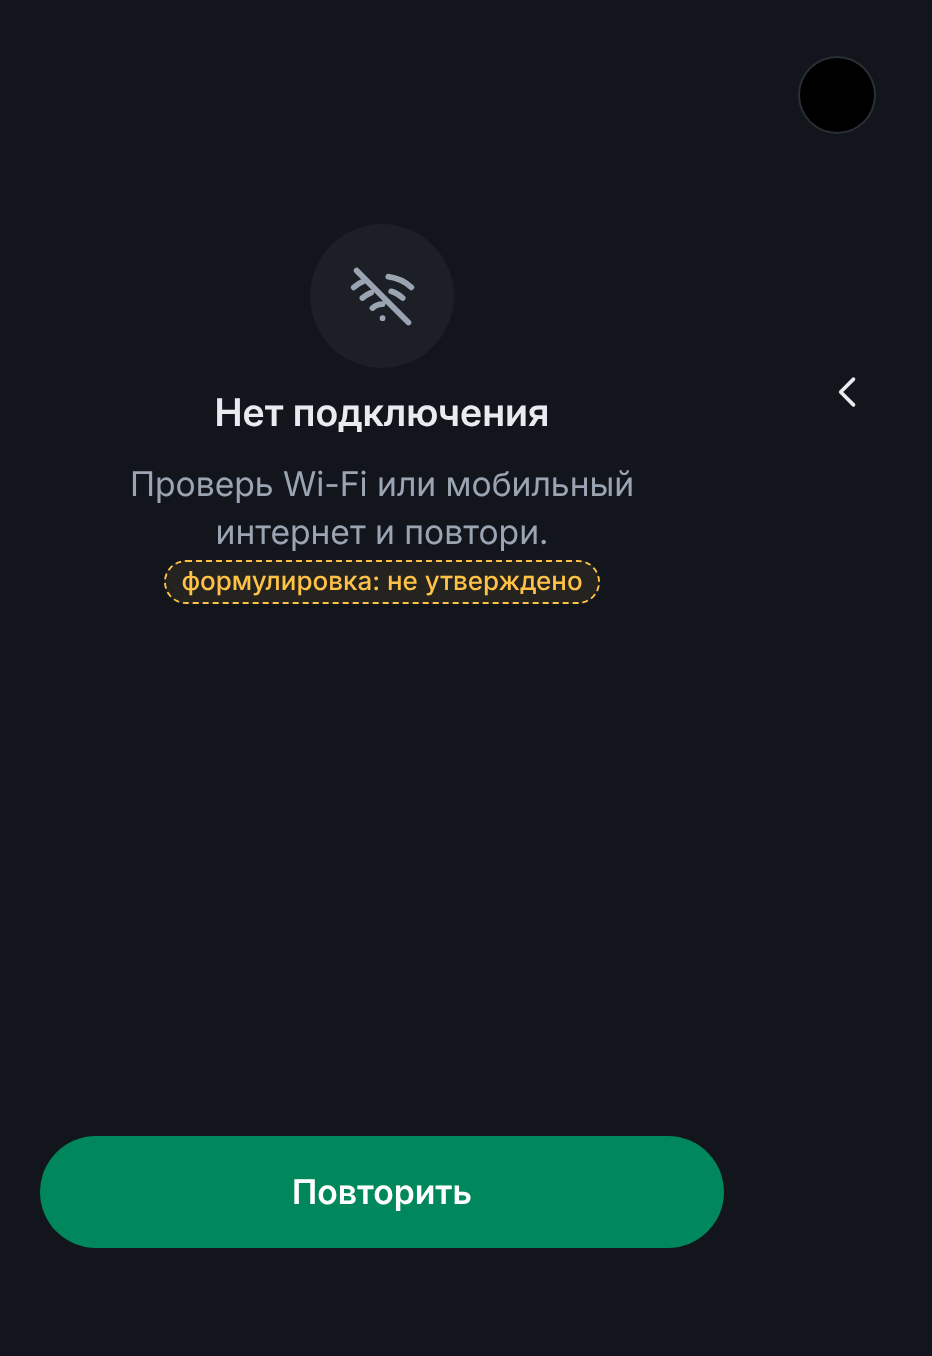 Нет подключения
Проверь Wi-Fi или мобильный
интернет и повтори.
формулировка: не утверждено
Повторить